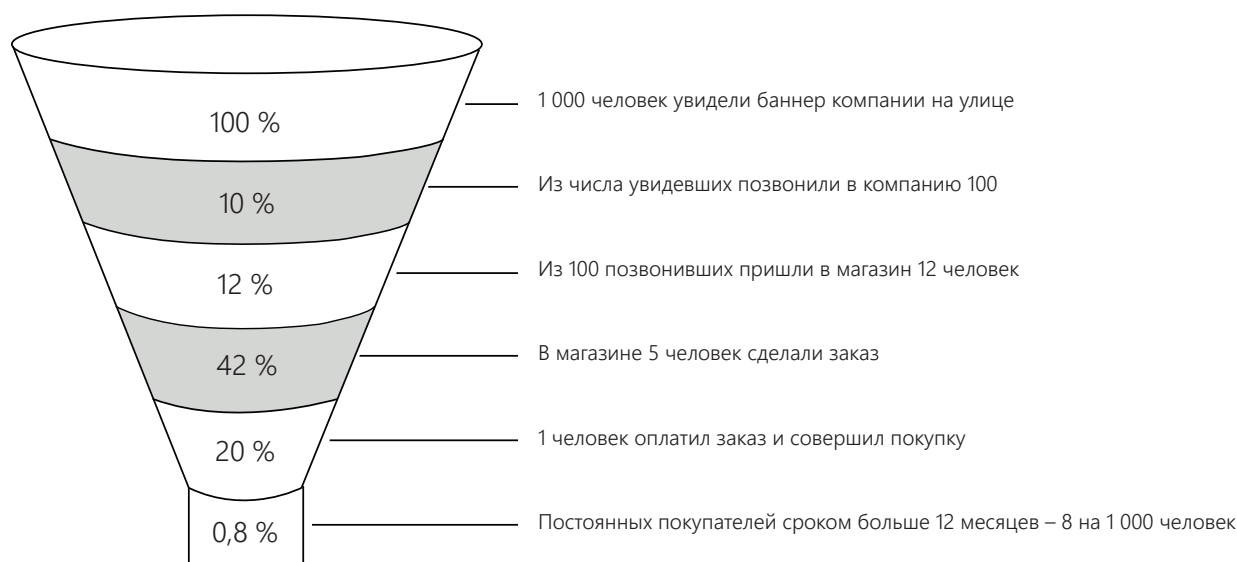 100 %
1 000 человек увидели баннер компании на улице
10 %
Из числа увидевших позвонили в компанию 100
12 %
Из 100 позвонивших пришли в магазин 12 человек
42 %
В магазине 5 человек сделали заказ
20 %
1 человек оплатил заказ и совершил покупку
0,8 %
Постоянных покупателей сроком больше 12 месяцев – 8 на 1 000 человек